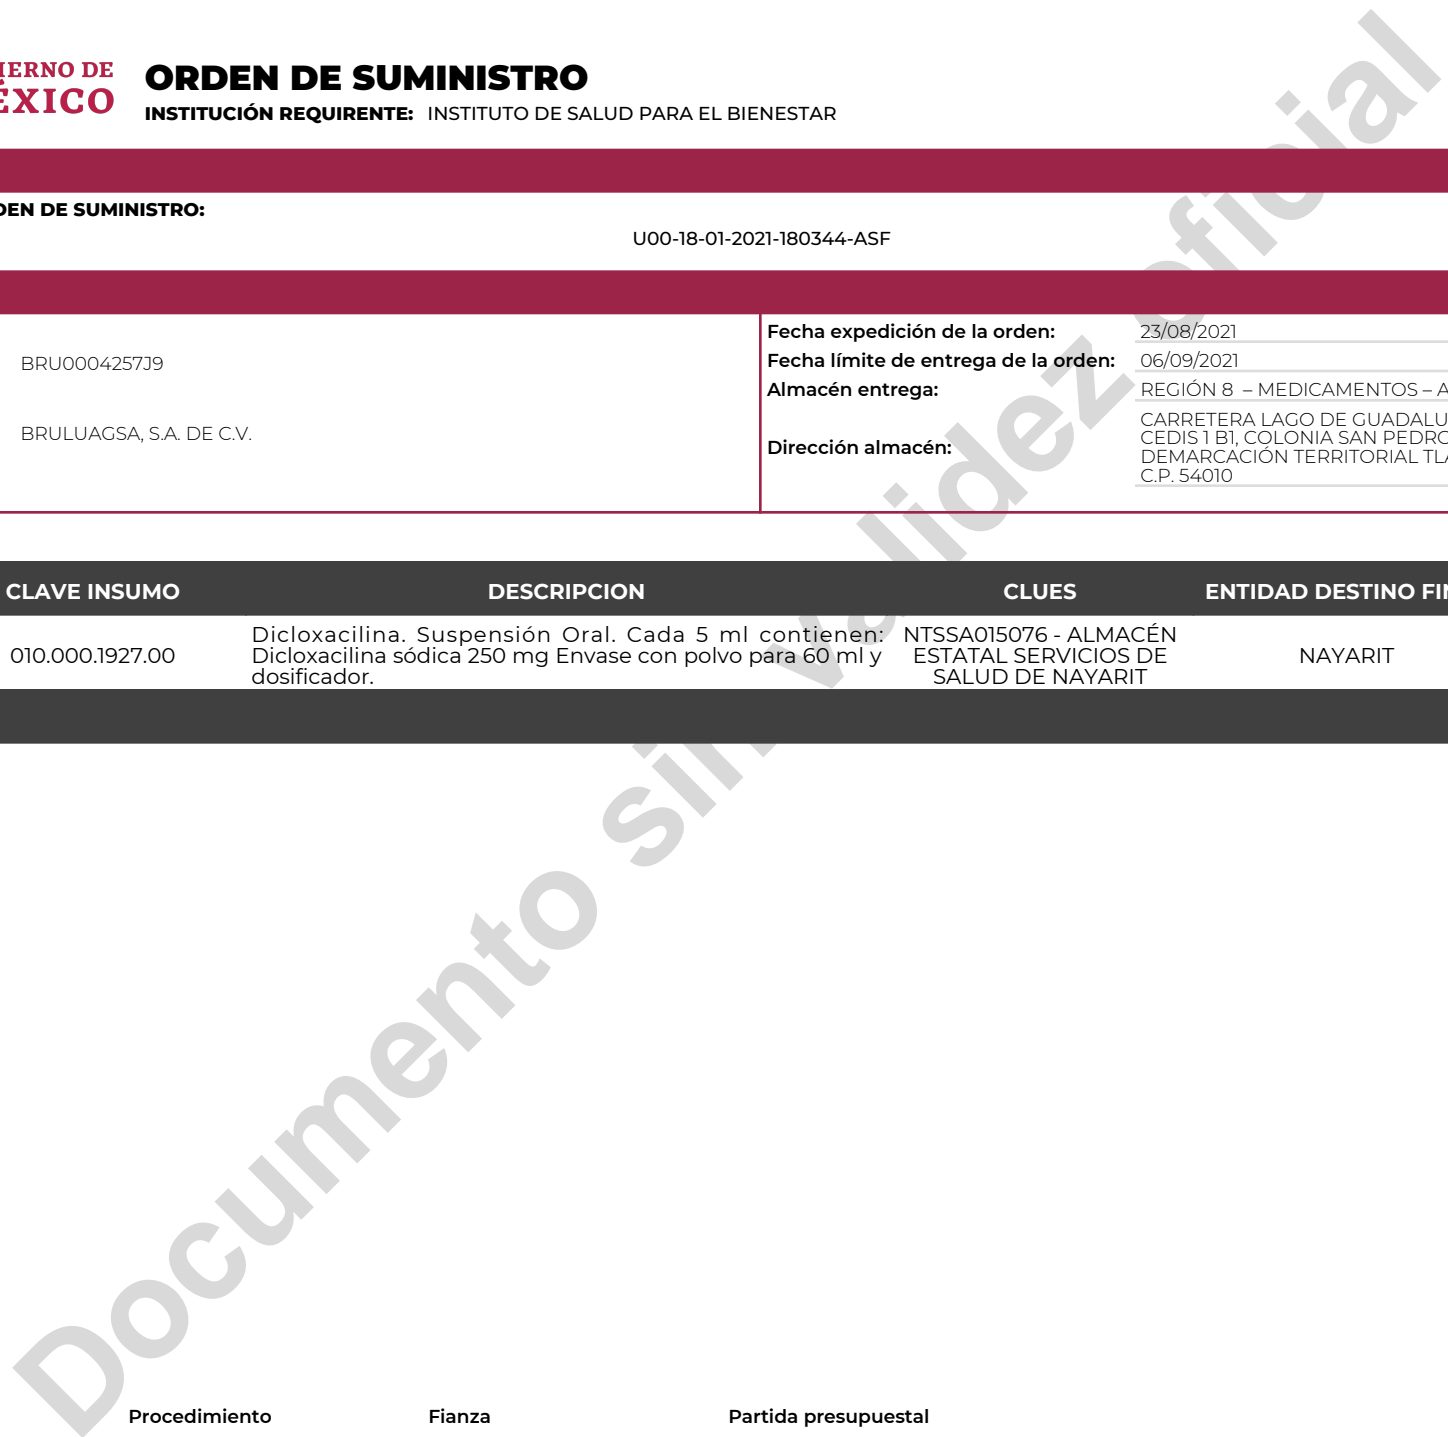 IERNO DE
ÉXICO
ORDEN DE SUMINISTRO
INSTITUCIÓN REQUIRENTE: INSTITUTO DE SALUD PARA EL BIENESTAR
DEN DE SUMINISTRO:
U00-18-01-2021-180344-ASF
BRU0004257J9
BRULUAGSA, S.A. DE C.V.
Fecha expedición de la orden: 23/08/2021
Fecha límite de entrega de la orden: 06/09/2021
Almacén entrega: REGIÓN 8 – MEDICAMENTOS – A
Dirección almacén:
CARRETERA LAGO DE GUADALU
CEDIS 1 B1, COLONIA SAN PEDRO
DEMARCACIÓN TERRITORIAL TLA
C.P. 54010
CLAVE INSUMO DESCRIPCION CLUES ENTIDAD DESTINO FIN
010.000.1927.00
Dicloxacilina. Suspensión Oral. Cada 5 ml contienen:
Dicloxacilina sódica 250 mg Envase con polvo para 60 ml y
dosificador.
NTSSA015076 - ALMACÉN
ESTATAL SERVICIOS DE
SALUD DE NAYARIT
NAYARIT
Documento sin validez oficial
Procedimiento Fianza Partida presupuestal